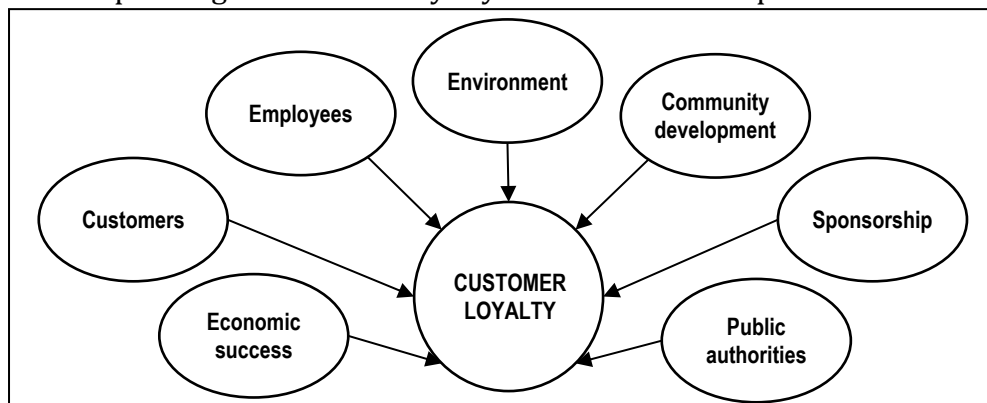 Environment
Employees
Community
development
Customers
Sponsorship
CUSTOMER
LOYALTY
Economic
success
Public
authorities